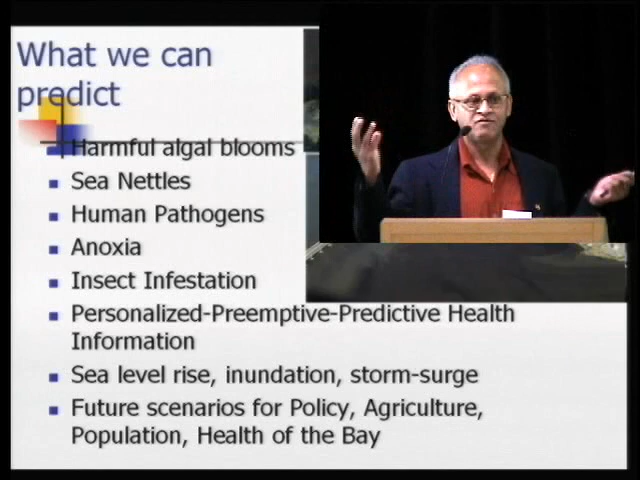 What we can
predict
Harmful algal blooms
Sea Nettles
Human Pathogens
Anoxia
Insect Infestation
Personalized-Preemptive-Predictive Health
Information
Sea level rise, inundation, storm-surge
Future scenarios for Policy, Agriculture,
Population, Health of the Bay